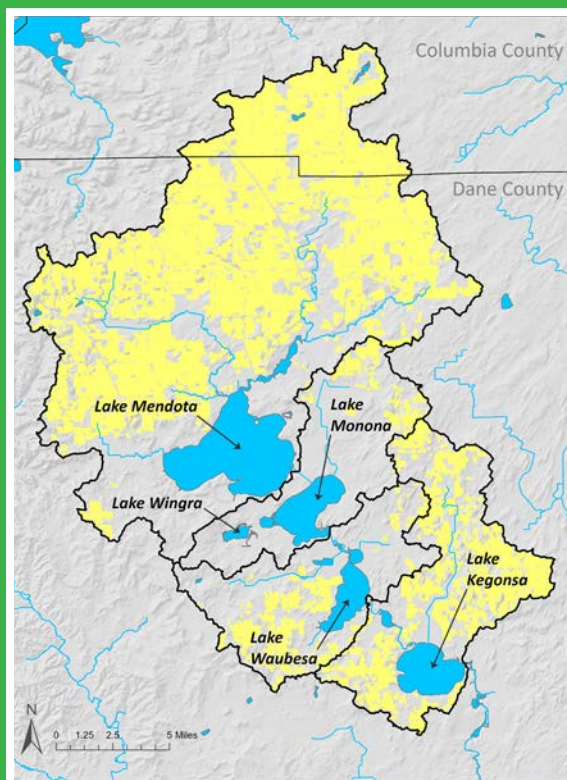 Columbia County
Dane County
Lake Mendota
Lake
Monona
Lake Wingra
Lake
Kegonsa
Lake
Waubesa
N
0 1.25 2.5 5 Miles